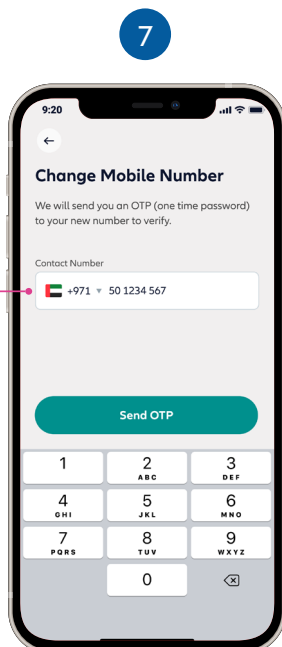 7
9:20
Change Mobile Number
We will send you an OTP (one time password)
to your new number to verify.
Contact Number
+971 50 1234 567
Send OTP
1 2 3
ABC DEF
4 5 6
GHI JKL MNO
7 8 9
PQRS TUV WXYZ
0